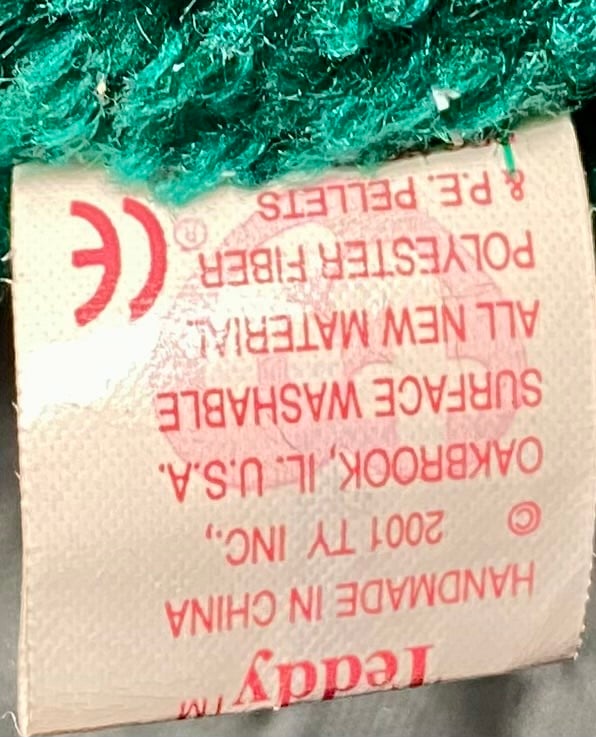 Teddy™
HANDMADE IN CHINA
© 2001 TY INC.,
OAKBROOK, IL. U.S.A.
SURFACE WASHABLE
ALL NEW MATERIAL
POLYESTER FIBER ®
& P.E. PELLETS
CE